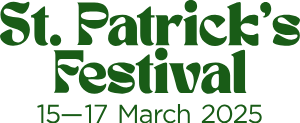 St. Patrick's
Festival
15—17 March 2025